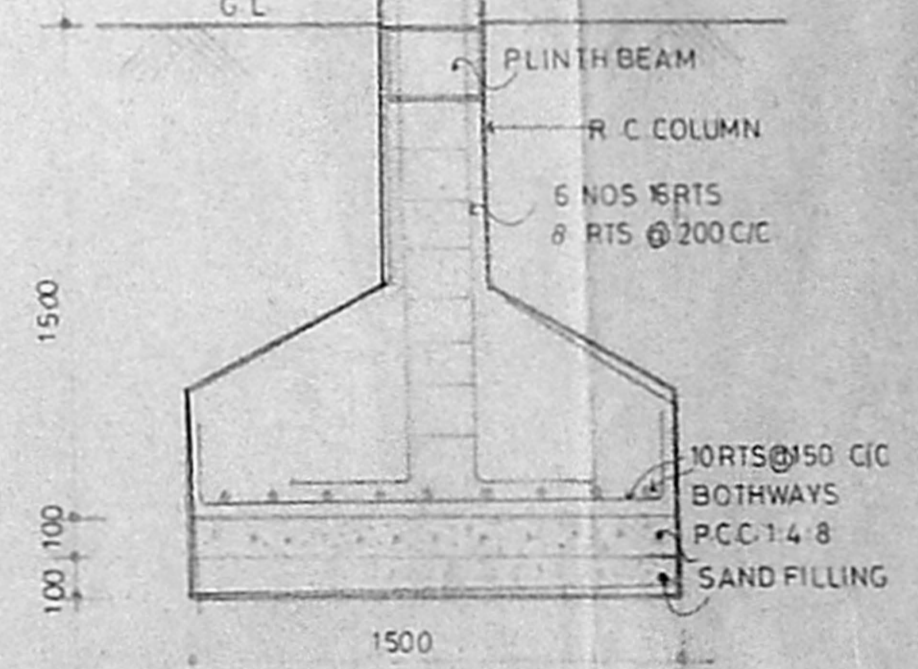 G L
PLINTH BEAM
R C COLUMN
6 NOS 16RTS
8 RTS @ 200 C/C
1500
10RTS@150 C/C
BOTHWAYS
100
P.C.C. 1:4:8
100
SAND FILLING
1500